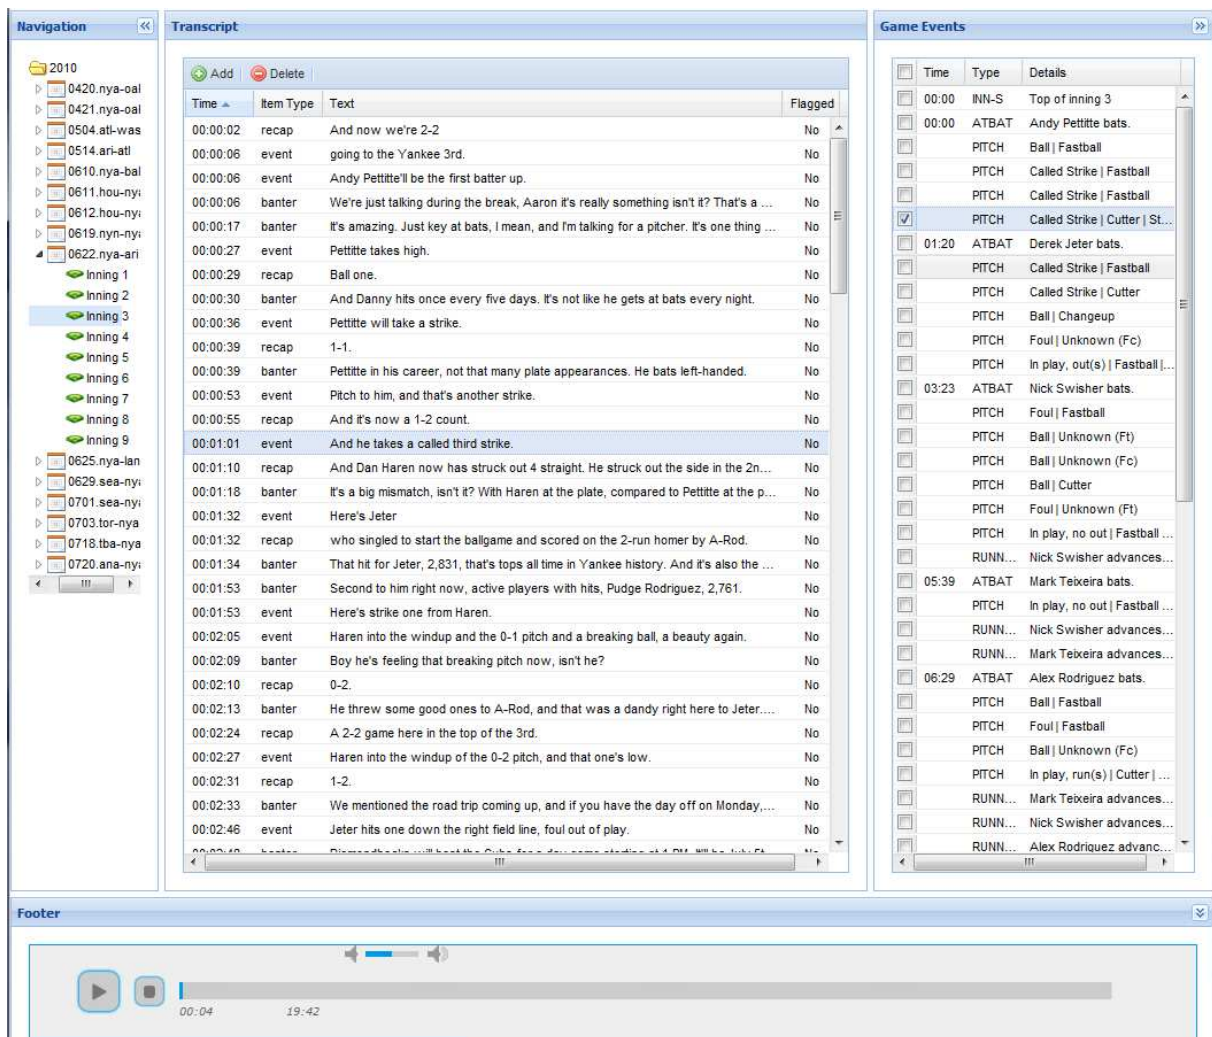 Navigation
2010
0420.nya-oal
0421.nya-oal
0504.atl-was
0514.ari-atl
0610.nya-bal
0611.hou-nya
0612.hou-nya
0619.nyn-nya
0622.nya-ari
Inning 1
Inning 2
Inning 3
Inning 4
Inning 5
Inning 6
Inning 7
Inning 8
Inning 9
0625.nya-lan
0629.sea-nya
0701.sea-nya
0703.tor-nya
0718.tba-nya
0720.ana-nya
Transcript
Add Delete
Time Item Type Text Flagged
00:00:02 recap And now we're 2-2 No
00:00:06 event going to the Yankee 3rd. No
00:00:06 event Andy Pettitte'll be the first batter up. No
00:00:06 banter We're just talking during the break, Aaron it's really something isn't it? That's a ... No
00:00:17 banter It's amazing. Just key at bats, I mean, and I'm talking for a pitcher. It's one thing ... No
00:00:27 event Pettitte takes high. No
00:00:29 recap Ball one. No
00:00:30 banter And Danny hits once every five days. It's not like he gets at bats every night. No
00:00:36 event Pettitte will take a strike. No
00:00:39 recap 1-1. No
00:00:39 banter Pettitte in his career, not that many plate appearances. He bats left-handed. No
00:00:53 event Pitch to him, and that's another strike. No
00:00:55 recap And it's now a 1-2 count. No
00:01:01 event And he takes a called third strike. No
00:01:10 recap And Dan Haren now has struck out 4 straight. He struck out the side in the 2n... No
00:01:18 banter It's a big mismatch, isn't it? With Haren at the plate, compared to Pettitte at the p... No
00:01:32 event Here's Jeter No
00:01:32 recap who singled to start the ballgame and scored on the 2-run homer by A-Rod. No
00:01:34 banter That hit for Jeter, 2,831, that's tops all time in Yankee history. And it's also the ... No
00:01:53 banter Second to him right now, active players with hits, Pudge Rodriguez, 2,761. No
00:01:53 event Here's strike one from Haren. No
00:02:05 event Haren into the windup and the 0-1 pitch and a breaking ball, a beauty again. No
00:02:09 banter Boy he's feeling that breaking pitch now, isn't he? No
00:02:10 recap 0-2. No
00:02:13 banter He threw some good ones to A-Rod, and that was a dandy right here to Jeter.... No
00:02:24 recap A 2-2 game here in the top of the 3rd. No
00:02:27 event Haren into the windup of the 0-2 pitch, and that one's low. No
00:02:31 recap 1-2. No
00:02:33 banter We mentioned the road trip coming up, and if you have the day off on Monday,... No
00:02:46 event Jeter hits one down the right field line, foul out of play. No
Game Events
Time Type Details
00:00 INN-S Top of inning 3
00:00 ATBAT Andy Pettitte bats.
PITCH Ball | Fastball
PITCH Called Strike | Fastball
PITCH Called Strike | Fastball
PITCH Called Strike | Cutter | St...
01:20 ATBAT Derek Jeter bats.
PITCH Called Strike | Fastball
PITCH Called Strike | Cutter
PITCH Ball | Changeup
PITCH Foul | Unknown (Fc)
PITCH In play, out(s) | Fastball |...
03:23 ATBAT Nick Swisher bats.
PITCH Foul | Fastball
PITCH Ball | Unknown (Ft)
PITCH Ball | Unknown (Fc)
PITCH Ball | Cutter
PITCH Foul | Unknown (Ft)
PITCH In play, no out | Fastball ...
RUNN... Nick Swisher advances...
05:39 ATBAT Mark Teixeira bats.
PITCH In play, no out | Fastball ...
RUNN... Nick Swisher advances...
RUNN... Mark Teixeira advances...
06:29 ATBAT Alex Rodriguez bats.
PITCH Ball | Fastball
PITCH Foul | Fastball
PITCH Ball | Unknown (Fc)
PITCH In play, run(s) | Cutter | ...
RUNN... Mark Teixeira advances...
RUNN... Nick Swisher advances...
RUNN... Alex Rodriguez advanc...
Footer
00:04 19:42